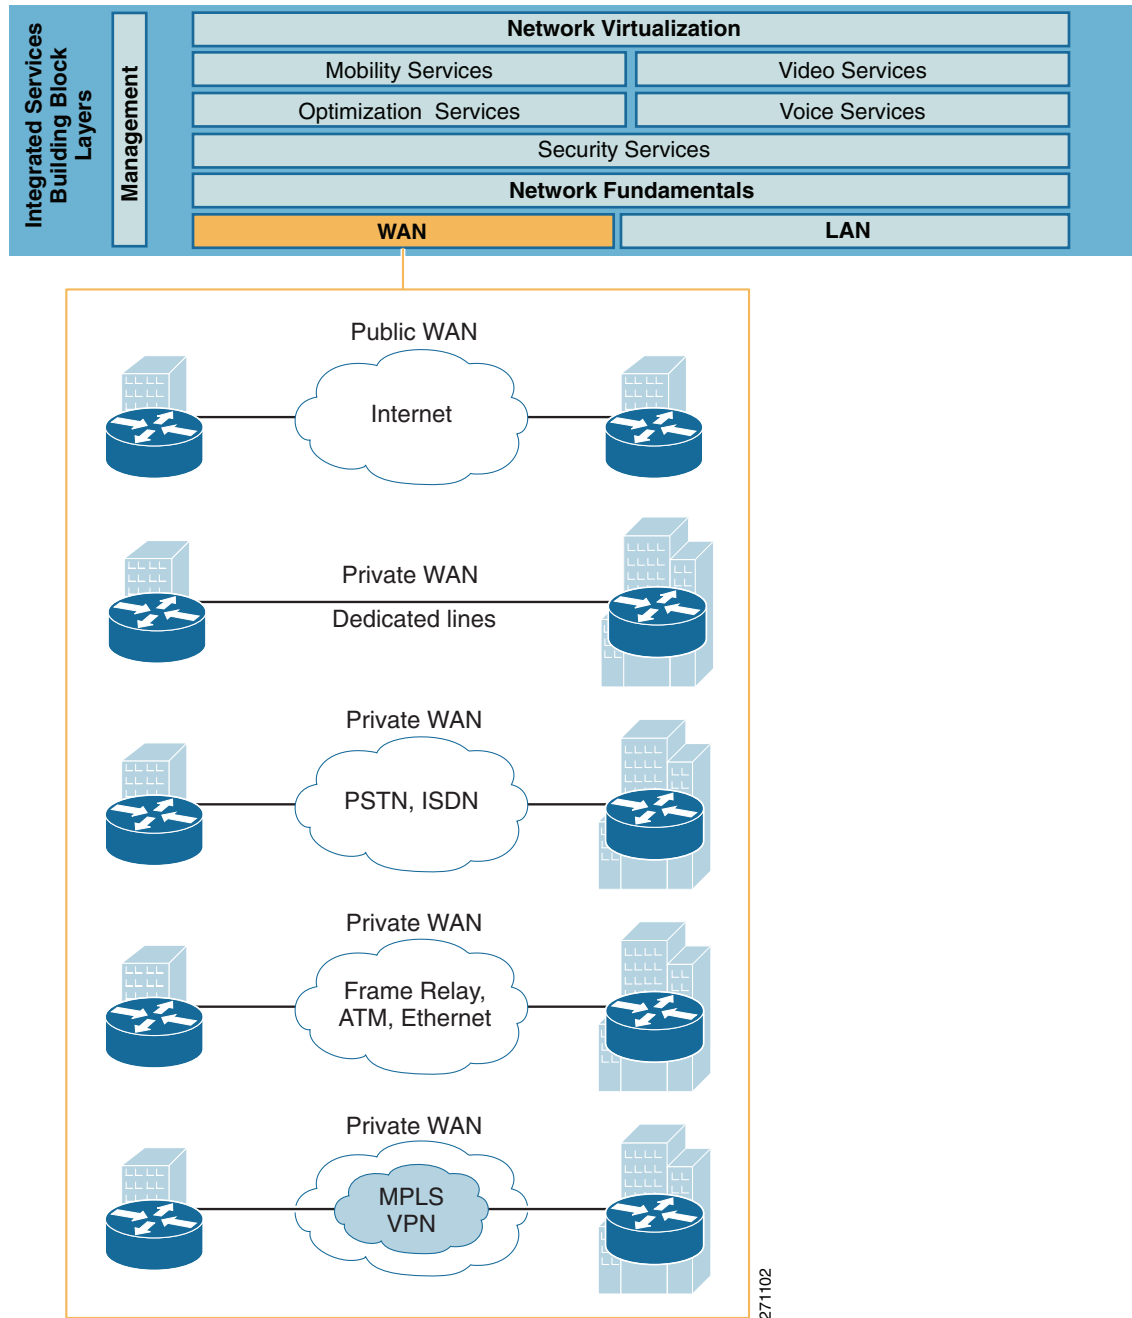 Integrated Services
Building Block
Layers
Management
Network Virtualization
Mobility Services
Video Services
Optimization Services
Voice Services
Security Services
Network Fundamentals
WAN
LAN
Public WAN
Internet
Private WAN
Dedicated lines
Private WAN
PSTN, ISDN
Private WAN
Frame Relay,
ATM, Ethernet
Private WAN
MPLS
VPN
271102